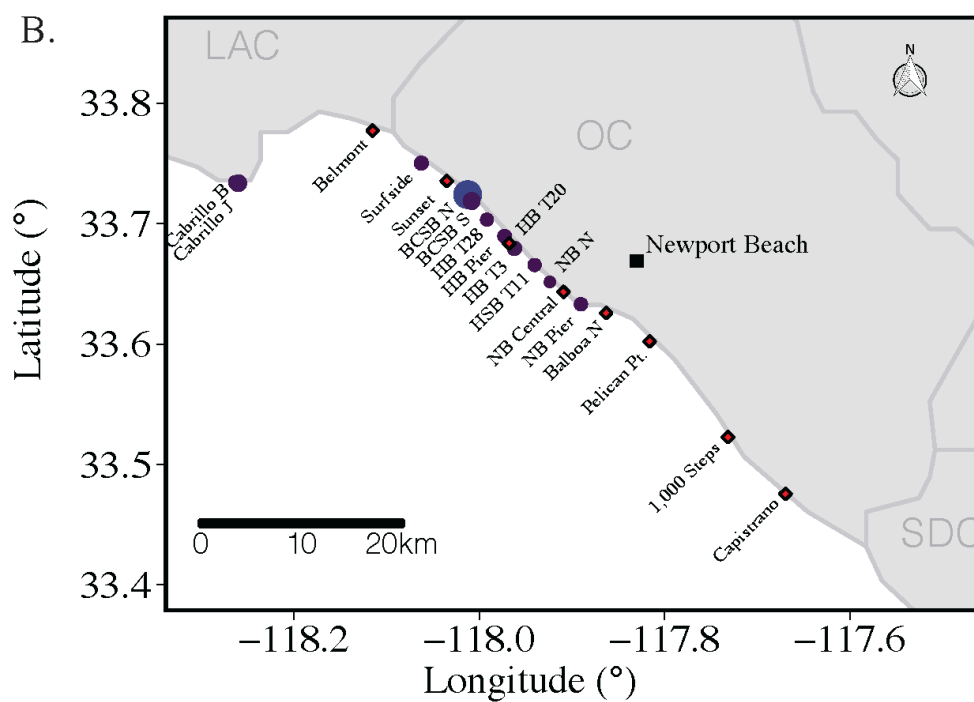 B.
LAC
N
33.8
OC
Belmont
Surfside
Cabrillo B
Cabrillo J
Sunset
BCSB N
BCSB S
HB T28
HB Pier
HB T3
HB T20
HSB T11
NB N
NB Central
NB Pier
Balboa N
Newport Beach
33.7
Latitude (°)
33.6
Pelican Pt.
33.5
1,000 Steps
Capistrano
0 10 20km
SDC
33.4
−118.2 −118.0 −117.8 −117.6
Longitude (°)